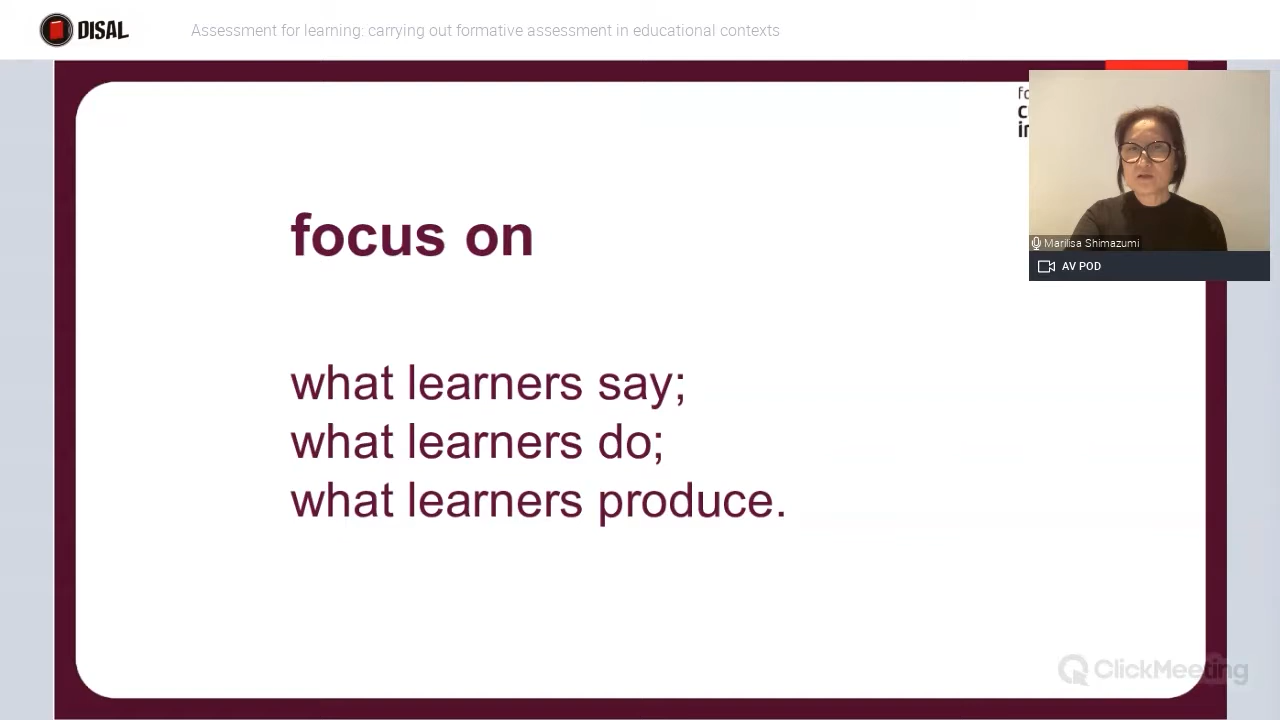 DISAL
Assessment for learning: carrying out formative assessment in educational contexts
focus on
what learners say;
what learners do;
what learners produce.
Marilisa Shimazumi
AV POD
ClickMeeting